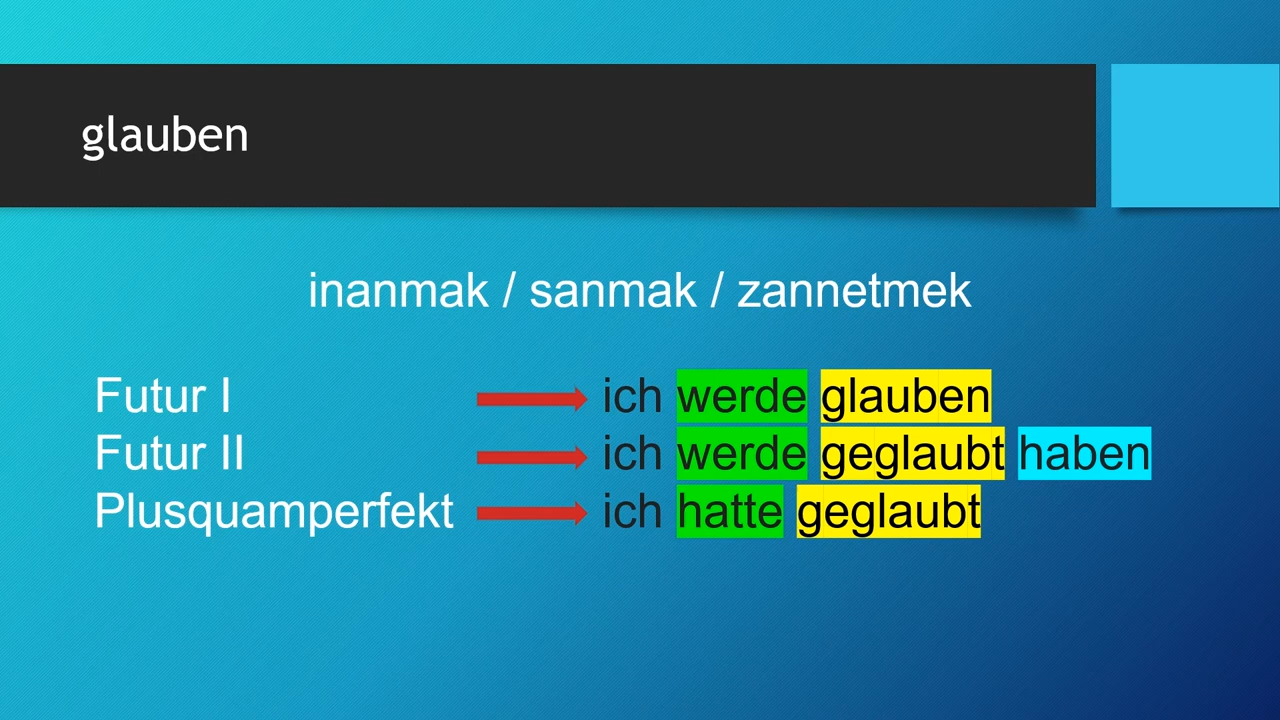 glauben
inanmak / sanmak / zannetmek
Futur I ich werde glauben
Futur II ich werde geglaubt haben
Plusquamperfekt ich hatte geglaubt